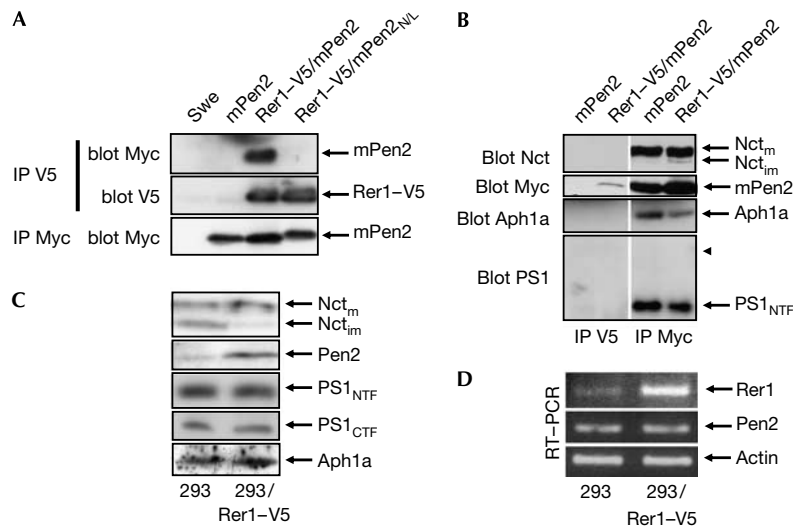 A
Swe
mPen2
Rer1–V5/mPen2
Rer1–V5/mPen2N/L
IP V5
blot Myc
mPen2
blot V5
Rer1–V5
IP Myc
blot Myc
mPen2
B
mPen2
Rer1–V5/mPen2
mPen2
Rer1–V5/mPen2
Blot Nct
Nctm
Nctim
Blot Myc
mPen2
Blot Aph1a
Aph1a
Blot PS1
PS1NTF
IP V5
IP Myc
C
Nctm
Nctim
Pen2
PS1NTF
PS1CTF
Aph1a
293
293/
Rer1–V5
D
RT–PCR
Rer1
Pen2
Actin
293
293/
Rer1–V5